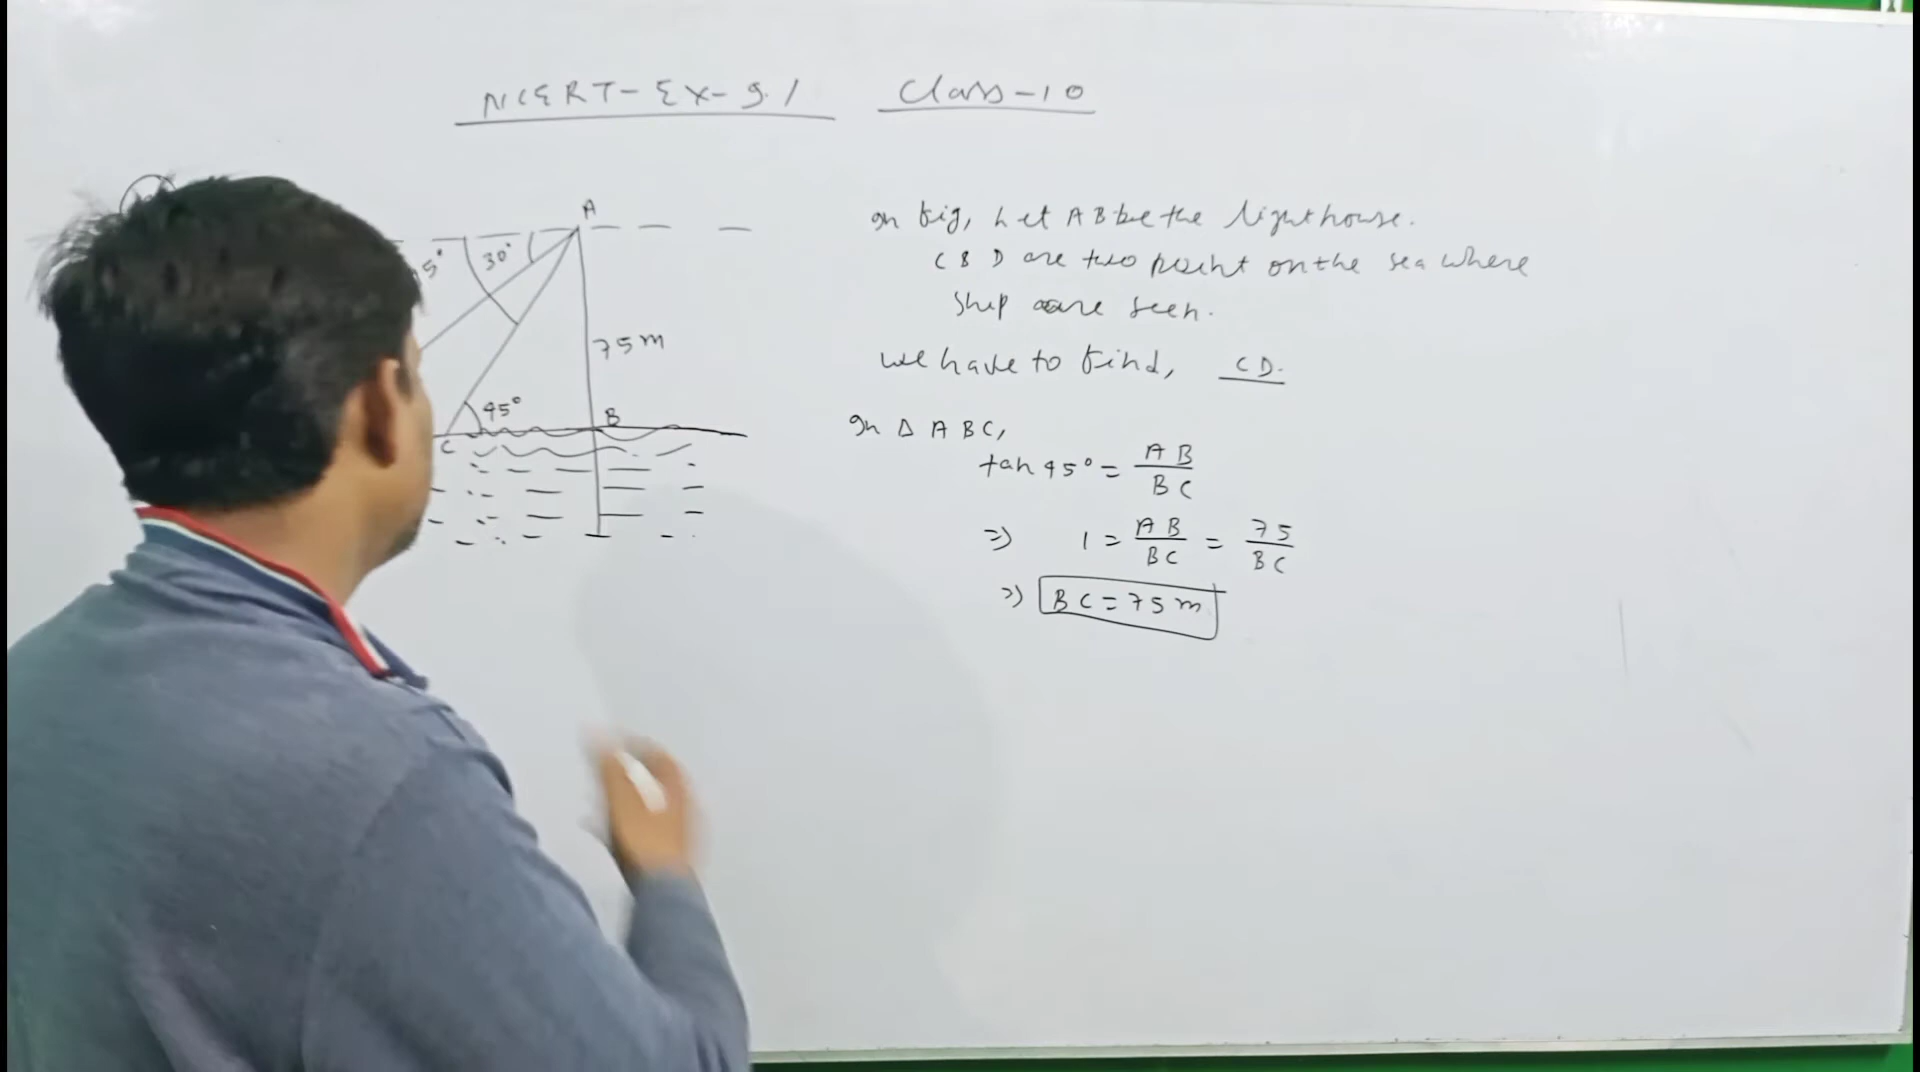 NCERT-EX-9.1 Class-10
A
5° 30°
75m
45° B
C
In fig, Let AB be the lighthouse.
C & D are two point on the sea where
Ship are seen.
we have to find, CD.
In Δ ABC,
tan 45° = AB/BC
=> 1 = AB/BC = 75/BC
=> BC = 75 m